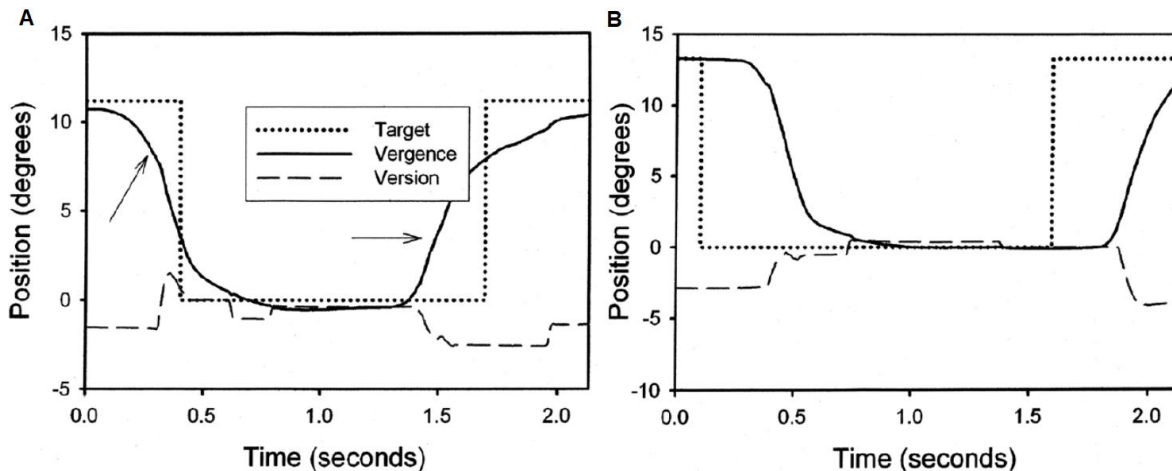 A
15
10
5
0
-5
Position (degrees)
Target
Vergence
Version
0.0 0.5 1.0 1.5 2.0
Time (seconds)
B
15
10
5
0
-5
-10
Position (degrees)
0.0 0.5 1.0 1.5 2.0
Time (seconds)